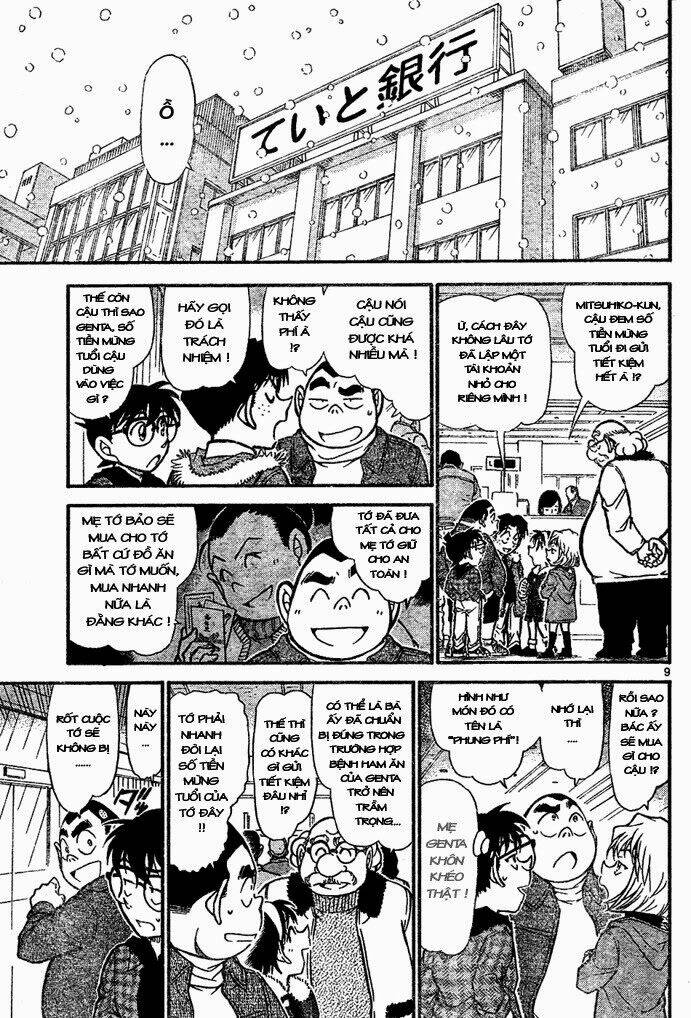 Ồ
....
ていと銀行
MITSUHIKO-KUN,
CẬU ĐEM SỐ
TIỀN MỪNG
TUỔI ĐI GỬI
TIẾT KIỆM
HẾT À !?
Ừ, CÁCH ĐÂY
KHÔNG LÂU TỚ
ĐÃ LẬP MỘT
TÀI KHOẢN
NHỎ CHO
RIÊNG MÌNH !
CẬU NÓI
CẬU CŨNG
ĐƯỢC KHÁ
NHIỀU MÀ !
KHÔNG
THẤY
PHÍ À
!?
HÃY GỌI
ĐÓ LÀ
TRÁCH
NHIỆM !
THẾ CÒN
CẬU THÌ SAO
GENTA, SỐ
TIỀN MỪNG
TUỔI CẬU
DÙNG
VÀO VIỆC
GÌ ?
TỚ ĐÃ ĐƯA
TẤT CẢ CHO
MẸ TỚ GIỮ
CHO AN
TOÀN !
MẸ TỚ BẢO SẼ
MUA CHO TỚ
BẤT CỨ ĐỒ ĂN
GÌ MÀ TỚ MUỐN,
MUA NHANH
NỮA LÀ
ĐẰNG KHÁC !
9
RỒI SAO
NỮA ?
BÁC ẤY
SẼ MUA
GÌ CHO
CẬU !?
NHỚ LẠI
THÌ
....
HÌNH NHƯ
MÓN ĐÓ CÓ
TÊN LÀ
"PHUNG PHÍ" !
MẸ
GENTA
KHÔN
KHÉO
THẬT !
CÓ THỂ LÀ BÀ
ẤY ĐÃ CHUẨN
BỊ ĐÚNG TRONG
TRƯỜNG HỢP
BỆNH HAM ĂN
CỦA GENTA
TRỞ NÊN
TRẦM
TRỌNG...
THẾ THÌ
CŨNG
CÓ KHÁC
GÌ GỬI
TIẾT KIỆM
ĐÂU NHỈ !?
TỚ PHẢI
NHANH
ĐÒI LẠI
SỐ TIỀN
MỪNG
TUỔI CỦA
TỚ ĐÂY
!!
NÀY
NÀY
....
RỐT CUỘC
TỚ SẼ
KHÔNG BỊ
......